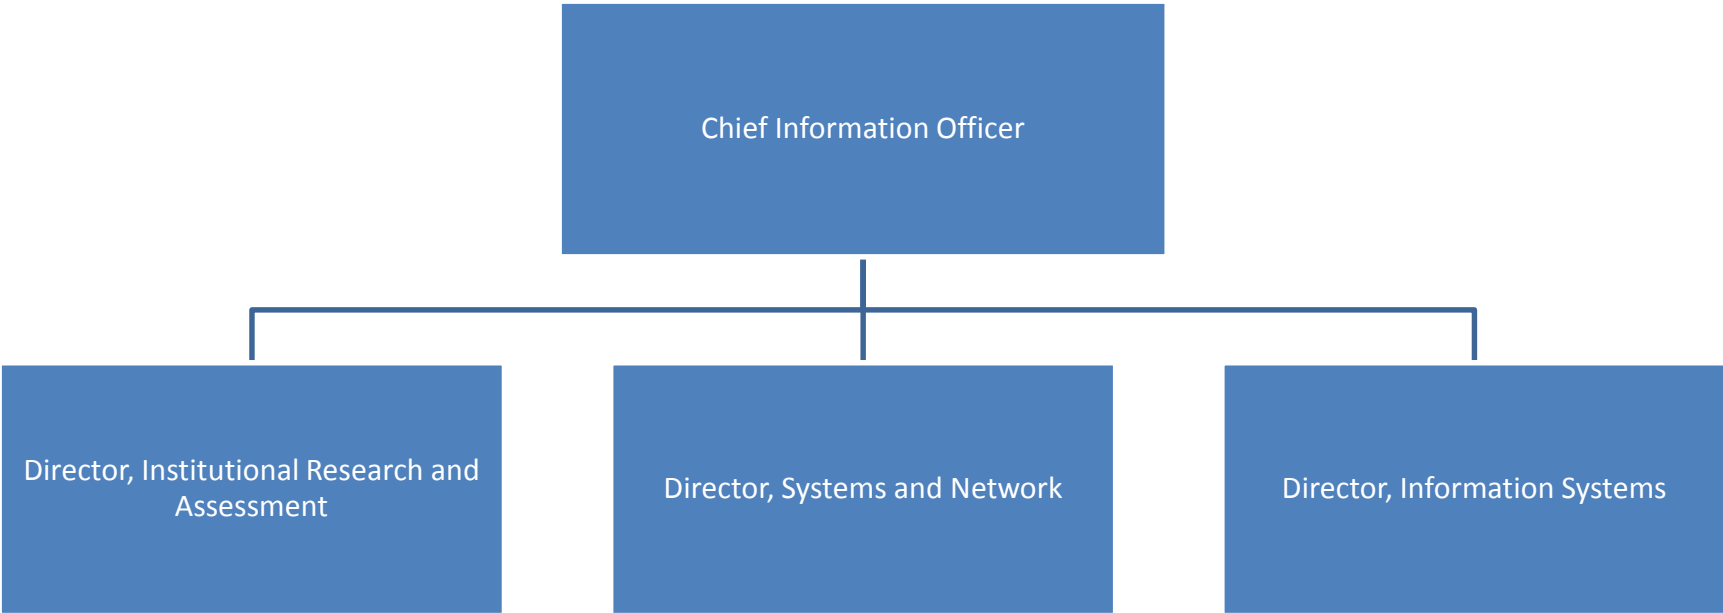 Chief Information Officer
Director, Institutional Research and
Assessment
Director, Systems and Network
Director, Information Systems